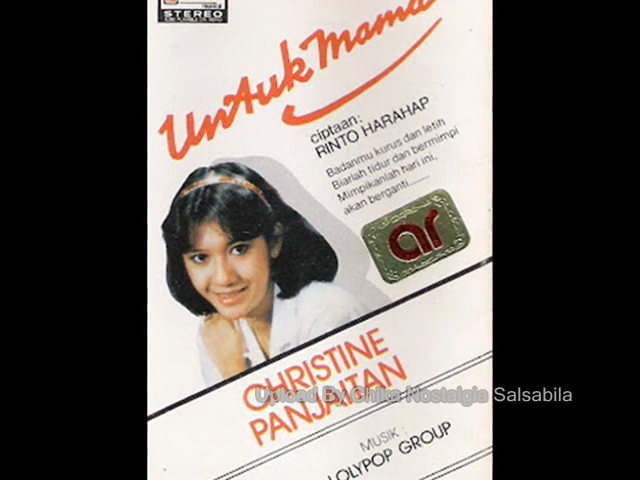 STEREO
Untuk Mama
ciptaan:
RINTO HARAHAP
Badanmu kurus dan letih
Biarlah tidur dan bermimpi
Mimpikanlah hari ini,
akan berganti.......
ar
CHRISTINE
PANJAITAN
Upload By Chika Nostalgia Salsabila
MUSIK :
LOLYPOP GROUP